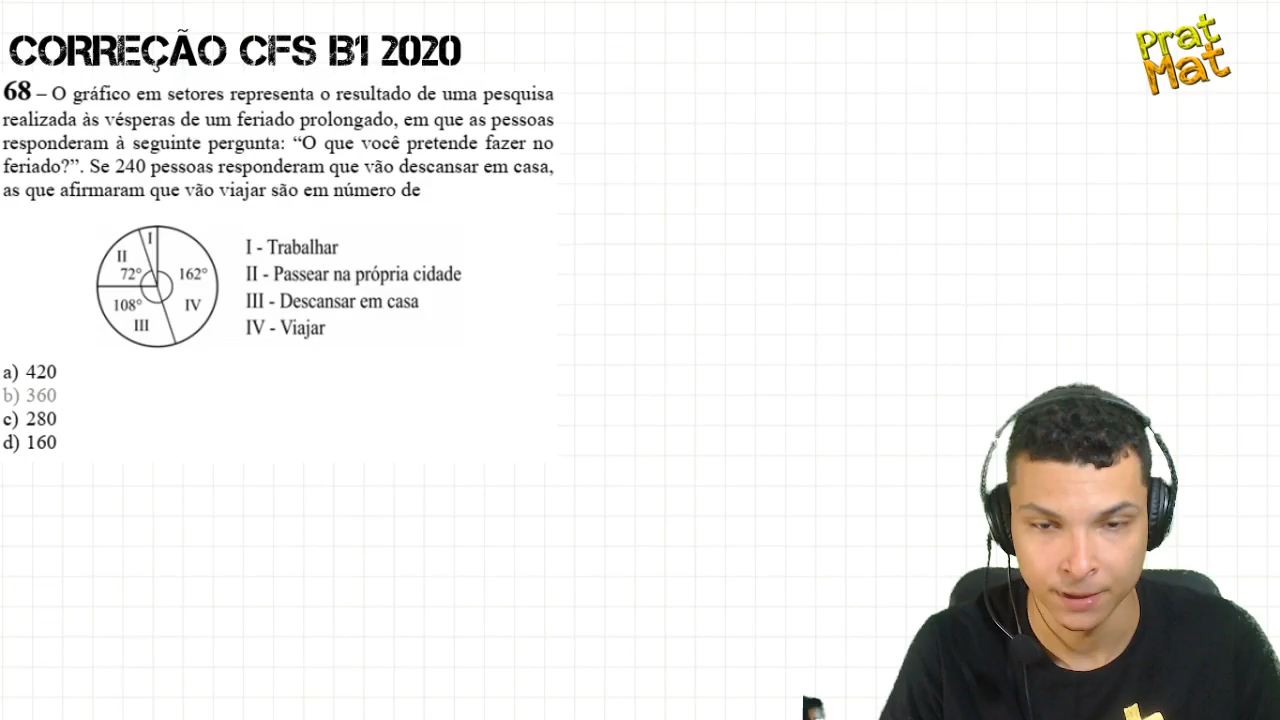 CORREÇÃO CFS B1 2020
Prat
Mat
68 – O gráfico em setores representa o resultado de uma pesquisa
realizada às vésperas de um feriado prolongado, em que as pessoas
responderam à seguinte pergunta: “O que você pretende fazer no
feriado?”. Se 240 pessoas responderam que vão descansar em casa,
as que afirmaram que vão viajar são em número de
I
II
72°
162°
108°
IV
III
I - Trabalhar
II - Passear na própria cidade
III - Descansar em casa
IV - Viajar
a) 420
b) 360
c) 280
d) 160